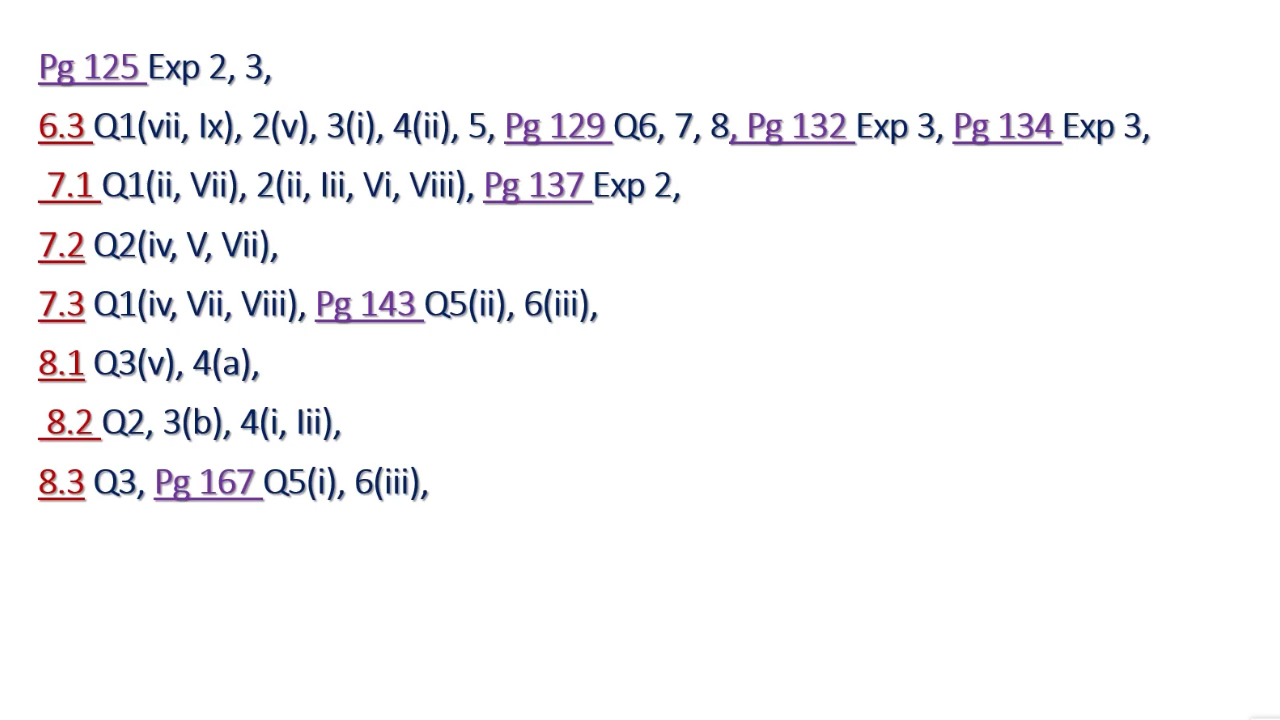 Pg 125 Exp 2, 3,
6.3 Q1(vii, Ix), 2(v), 3(i), 4(ii), 5, Pg 129 Q6, 7, 8, Pg 132 Exp 3, Pg 134 Exp 3,
7.1 Q1(ii, Vii), 2(ii, Iii, Vi, Viii), Pg 137 Exp 2,
7.2 Q2(iv, V, Vii),
7.3 Q1(iv, Vii, Viii), Pg 143 Q5(ii), 6(iii),
8.1 Q3(v), 4(a),
8.2 Q2, 3(b), 4(i, Iii),
8.3 Q3, Pg 167 Q5(i), 6(iii),